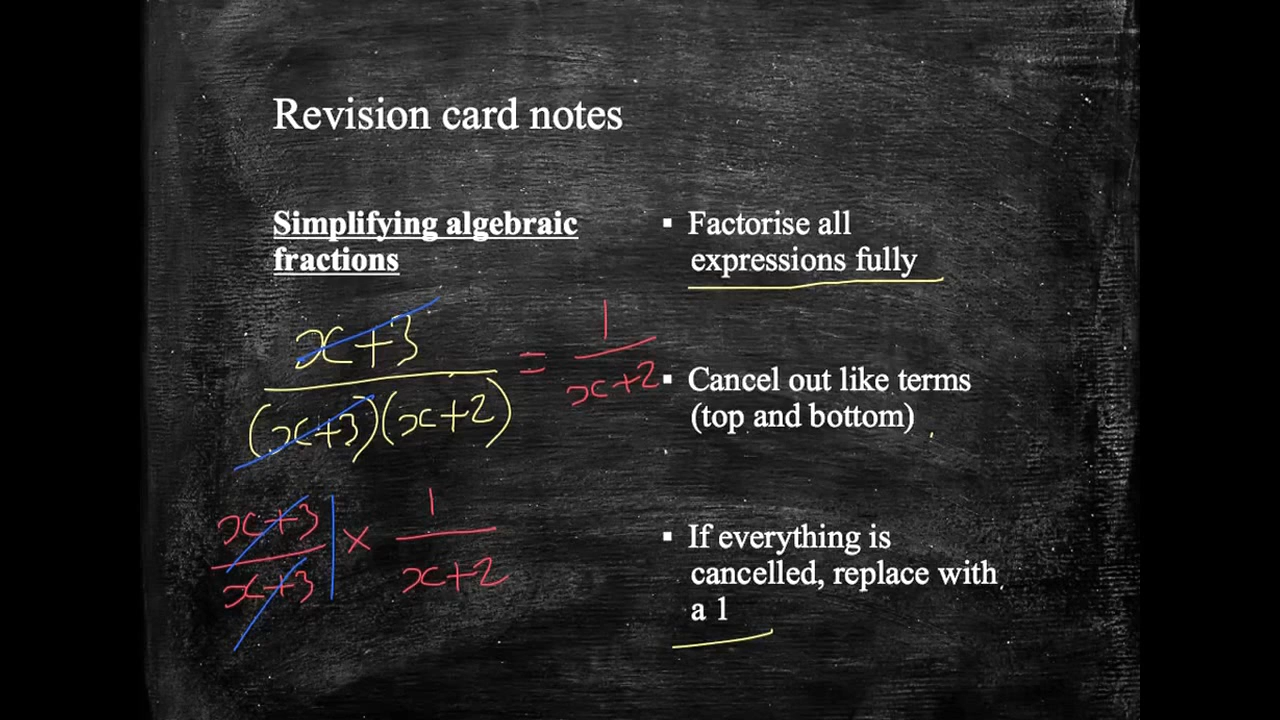 Revision card notes
Simplifying algebraic
fractions
x+3
(x+3)(x+2)
= 1
x+2
x+3
x+3
× 1
x+2
▪ Factorise all
expressions fully
▪ Cancel out like terms
(top and bottom)
▪ If everything is
cancelled, replace with
a 1